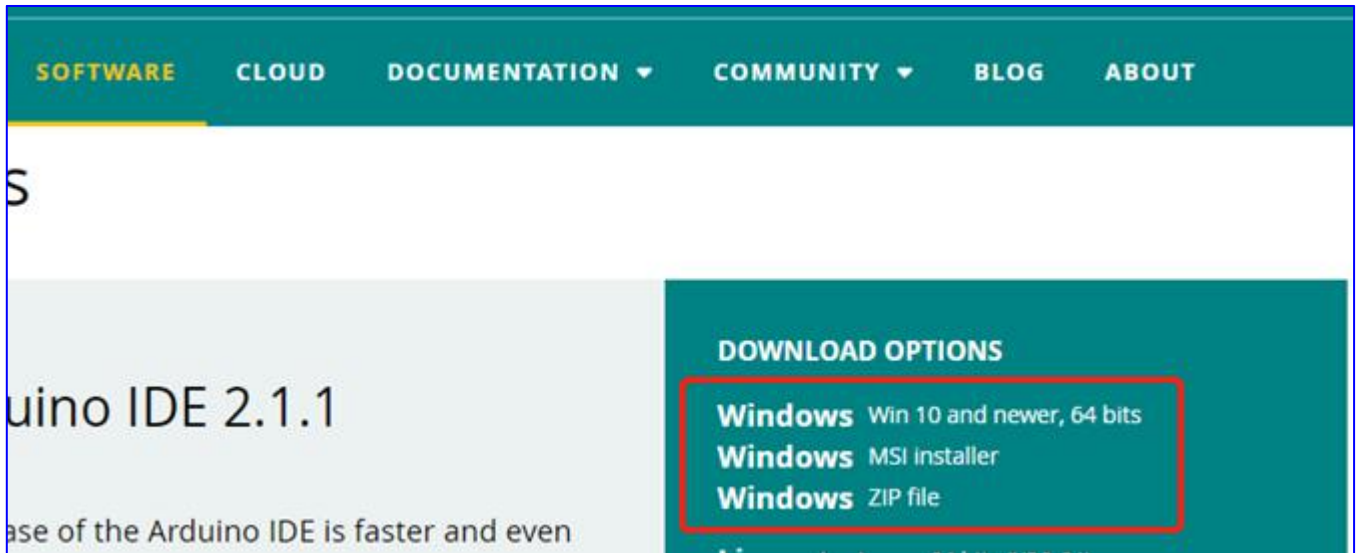 SOFTWARE CLOUD DOCUMENTATION COMMUNITY BLOG ABOUT
s
uino IDE 2.1.1
ase of the Arduino IDE is faster and even
DOWNLOAD OPTIONS
Windows Win 10 and newer, 64 bits
Windows MSI installer
Windows ZIP file